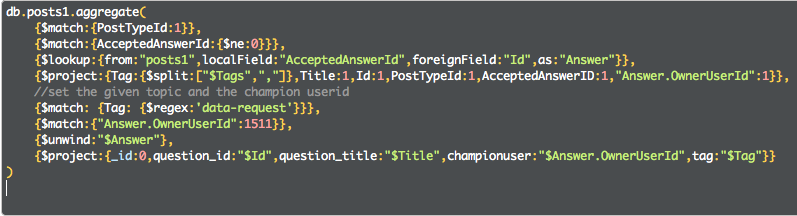 db.posts1.aggregate(
{$match:{PostTypeId:1}},
{$match:{AcceptedAnswerId:{$ne:0}}},
{$lookup:{from:"posts1",localField:"AcceptedAnswerId",foreignField:"Id",as:"Answer"}},
{$project:{Tag:{$split:["$Tags",","]},Title:1,Id:1,PostTypeId:1,AcceptedAnswerID:1,"Answer.OwnerUserId":1}},
//set the given topic and the champion userid
{$match: {Tag: {$regex:'data-request'}}},
{$match:{"Answer.OwnerUserId":1511}},
{$unwind:"$Answer"},
{$project:{_id:0,question_id:"$Id",question_title:"$Title",championuser:"$Answer.OwnerUserId",tag:"$Tag"}}
)